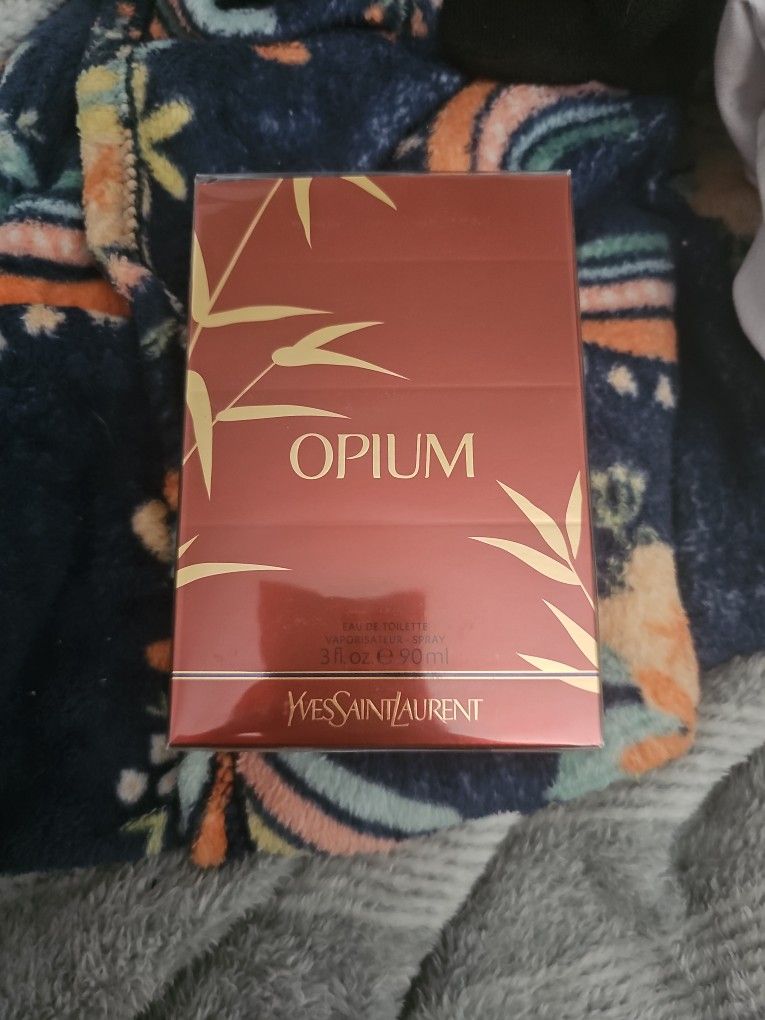 OPIUM
EAU DE TOILETTE
VAPORISATEUR - SPRAY
3 fl. oz. ℮ 90 ml
YVESSAINTLAURENT